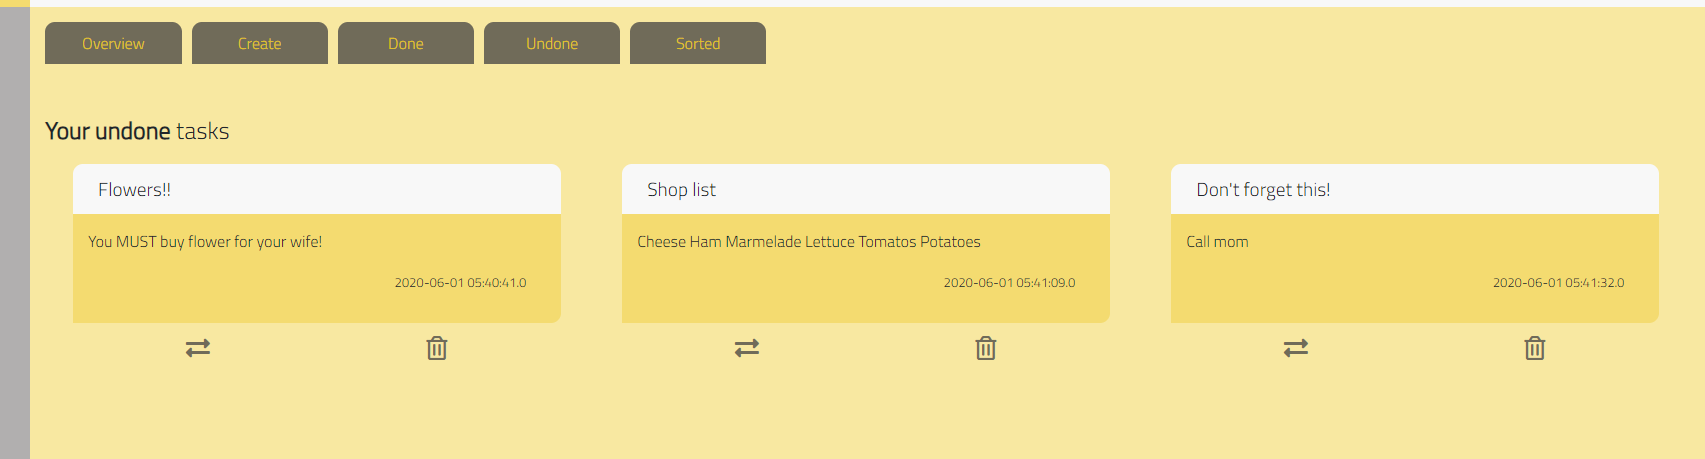 Overview Create Done Undone Sorted
Your undone tasks
Flowers!!
You MUST buy flower for your wife!
2020-06-01 05:40:41.0
Shop list
Cheese Ham Marmelade Lettuce Tomatos Potatoes
2020-06-01 05:41:09.0
Don't forget this!
Call mom
2020-06-01 05:41:32.0